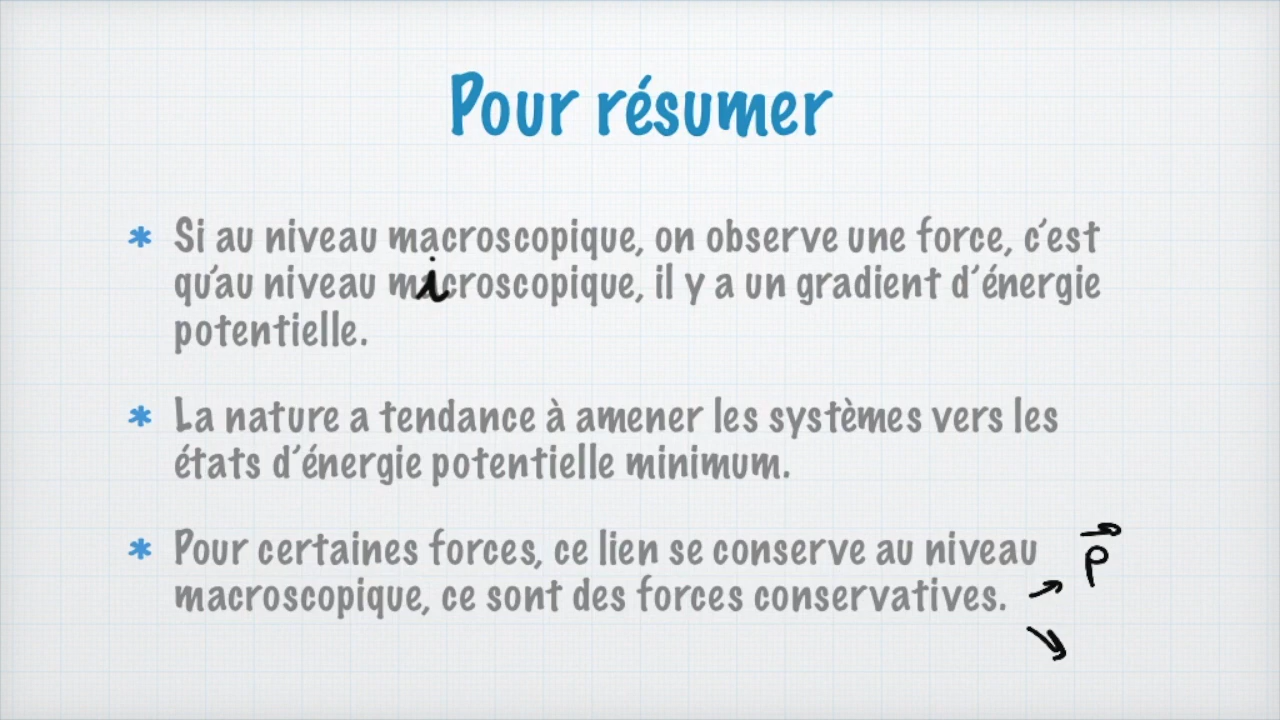 Pour résumer
* Si au niveau macroscopique, on observe une force, c'est
qu'au niveau microscopique, il y a un gradient d'énergie
potentielle.
* La nature a tendance à amener les systèmes vers les
états d'énergie potentielle minimum.
* Pour certaines forces, ce lien se conserve au niveau
macroscopique, ce sont des forces conservatives.
P